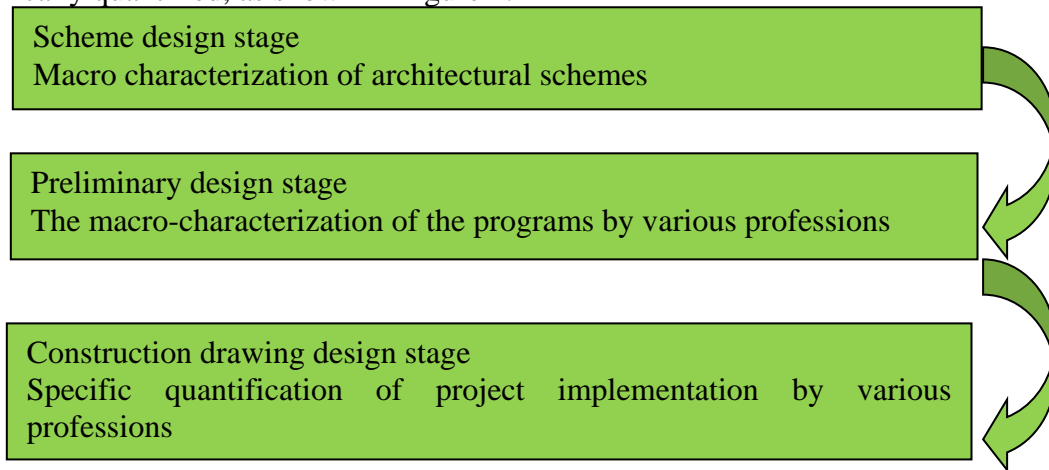 Scheme design stage
Macro characterization of architectural schemes
Preliminary design stage
The macro-characterization of the programs by various professions
Construction drawing design stage
Specific quantification of project implementation by various
professions